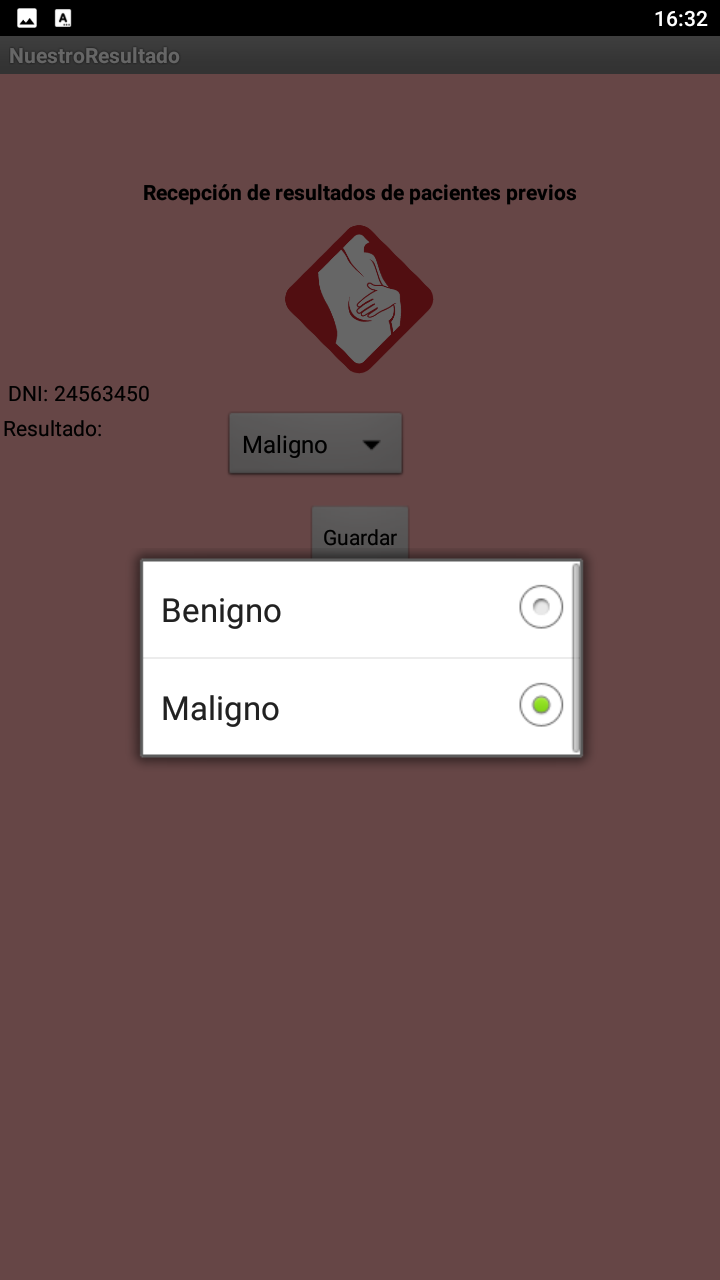 16:32
NuestroResultado
Recepción de resultados de pacientes previos
DNI: 24563450
Resultado:
Maligno
Guardar
Benigno
Maligno